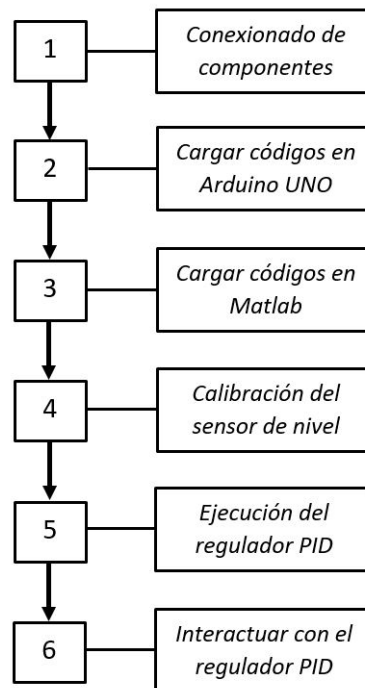 1
Conexionado de
componentes
2
Cargar códigos en
Arduino UNO
3
Cargar códigos en
Matlab
4
Calibración del
sensor de nivel
5
Ejecución del
regulador PID
6
Interactuar con el
regulador PID